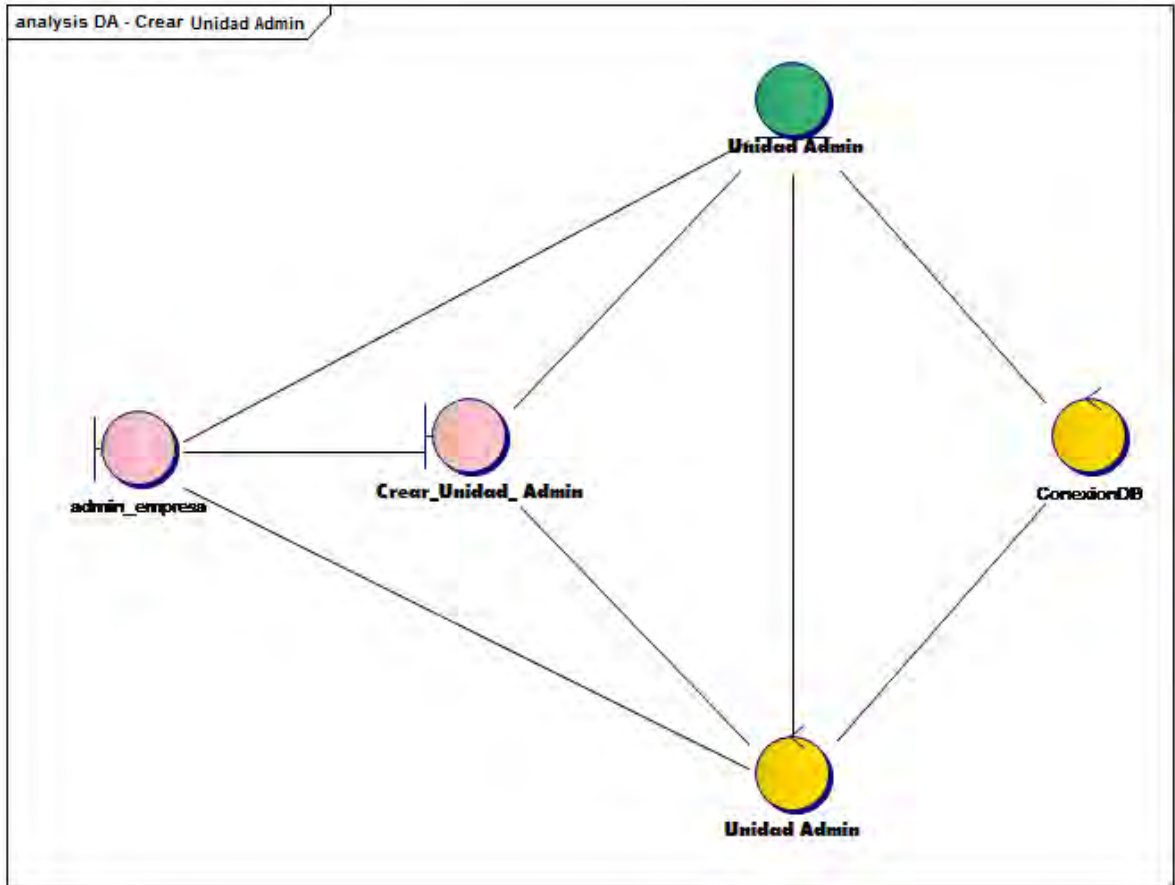 analysis DA - Crear Unidad Admin
Unidad Admin
admin_empresa
Crear_Unidad_ Admin
ConexionDB
Unidad Admin